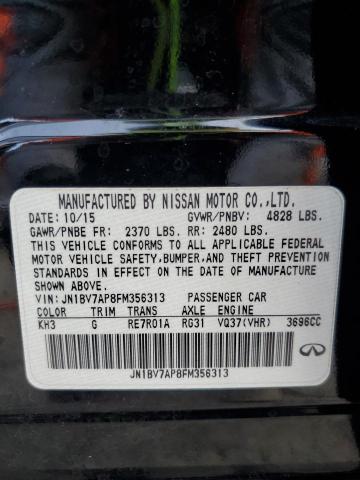 MANUFACTURED BY NISSAN MOTOR CO.,LTD.
DATE: 10/15 GVWR/PNBV: 4828 LBS.
GAWR/PNBE FR: 2370 LBS. RR: 2480 LBS.
THIS VEHICLE CONFORMS TO ALL APPLICABLE FEDERAL
MOTOR VEHICLE SAFETY,BUMPER,AND THEFT PREVENTION
STANDARDS IN EFFECT ON THE DATE OF MANUFACTURE
SHOWN ABOVE.
VIN: JN1BV7AP8FM356313 PASSENGER CAR
COLOR TRIM TRANS AXLE ENGINE
KH3 G RE7R01A RG31 VQ37(VHR) 3696CC
JN1BV7AP8FM356313